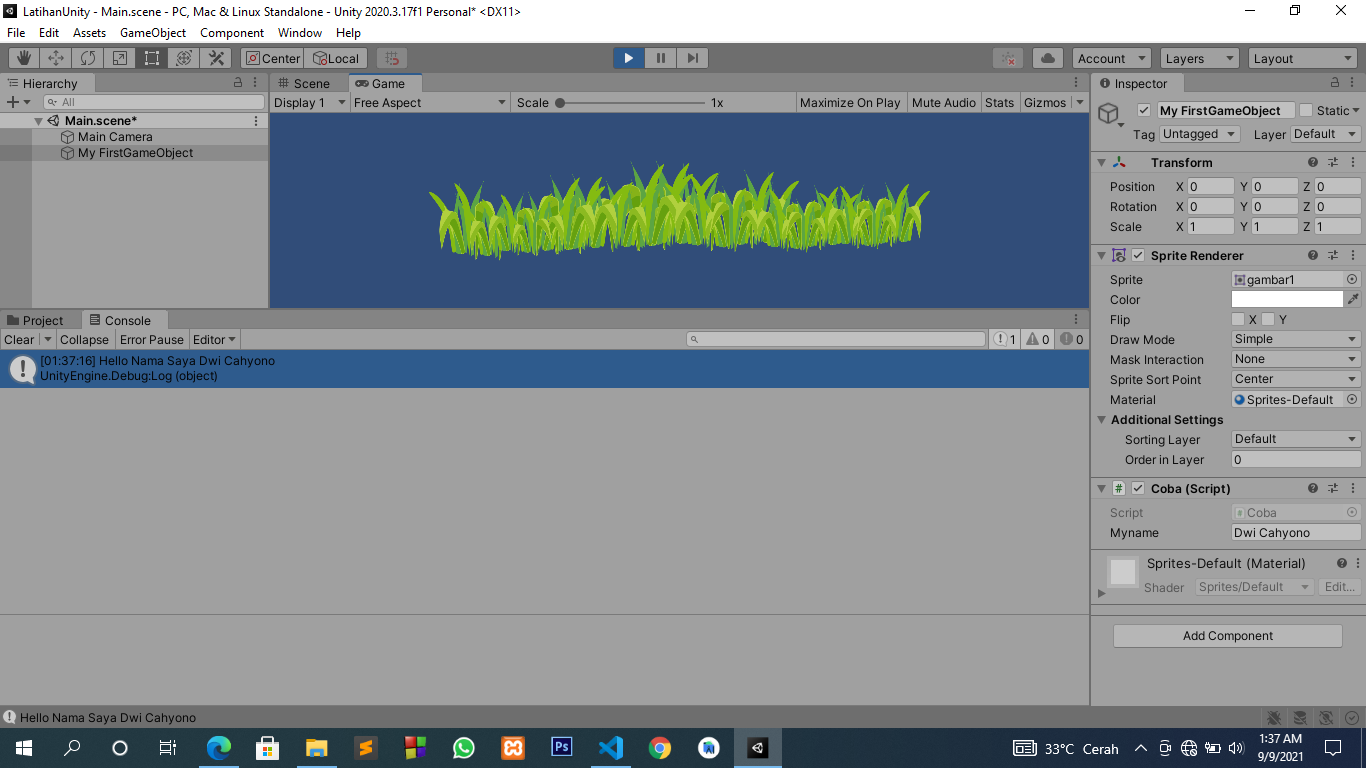 LatihanUnity - Main.scene - PC, Mac & Linux Standalone - Unity 2020.3.17f1 Personal* <DX11>
File Edit Assets GameObject Component Window Help
Center Local Account Layers Layout
Hierarchy
All
Main.scene*
Main Camera
My FirstGameObject
Scene Game
Display 1 Free Aspect Scale 1x Maximize On Play Mute Audio Stats Gizmos
Project Console
Clear Collapse Error Pause Editor 1 0 0
[01:37:16] Hello Nama Saya Dwi Cahyono
UnityEngine.Debug:Log (object)
Inspector
My FirstGameObject Static
Tag Untagged Layer Default
Transform
Position X 0 Y 0 Z 0
Rotation X 0 Y 0 Z 0
Scale X 1 Y 1 Z 1
Sprite Renderer
Sprite gambar1
Color
Flip X Y
Draw Mode Simple
Mask Interaction None
Sprite Sort Point Center
Material Sprites-Default
Additional Settings
Sorting Layer Default
Order in Layer 0
# Coba (Script)
Script # Coba
Myname Dwi Cahyono
Sprites-Default (Material)
Shader Sprites/Default Edit...
Add Component
Hello Nama Saya Dwi Cahyono
Ps 33°C Cerah 1:37 AM
9/9/2021